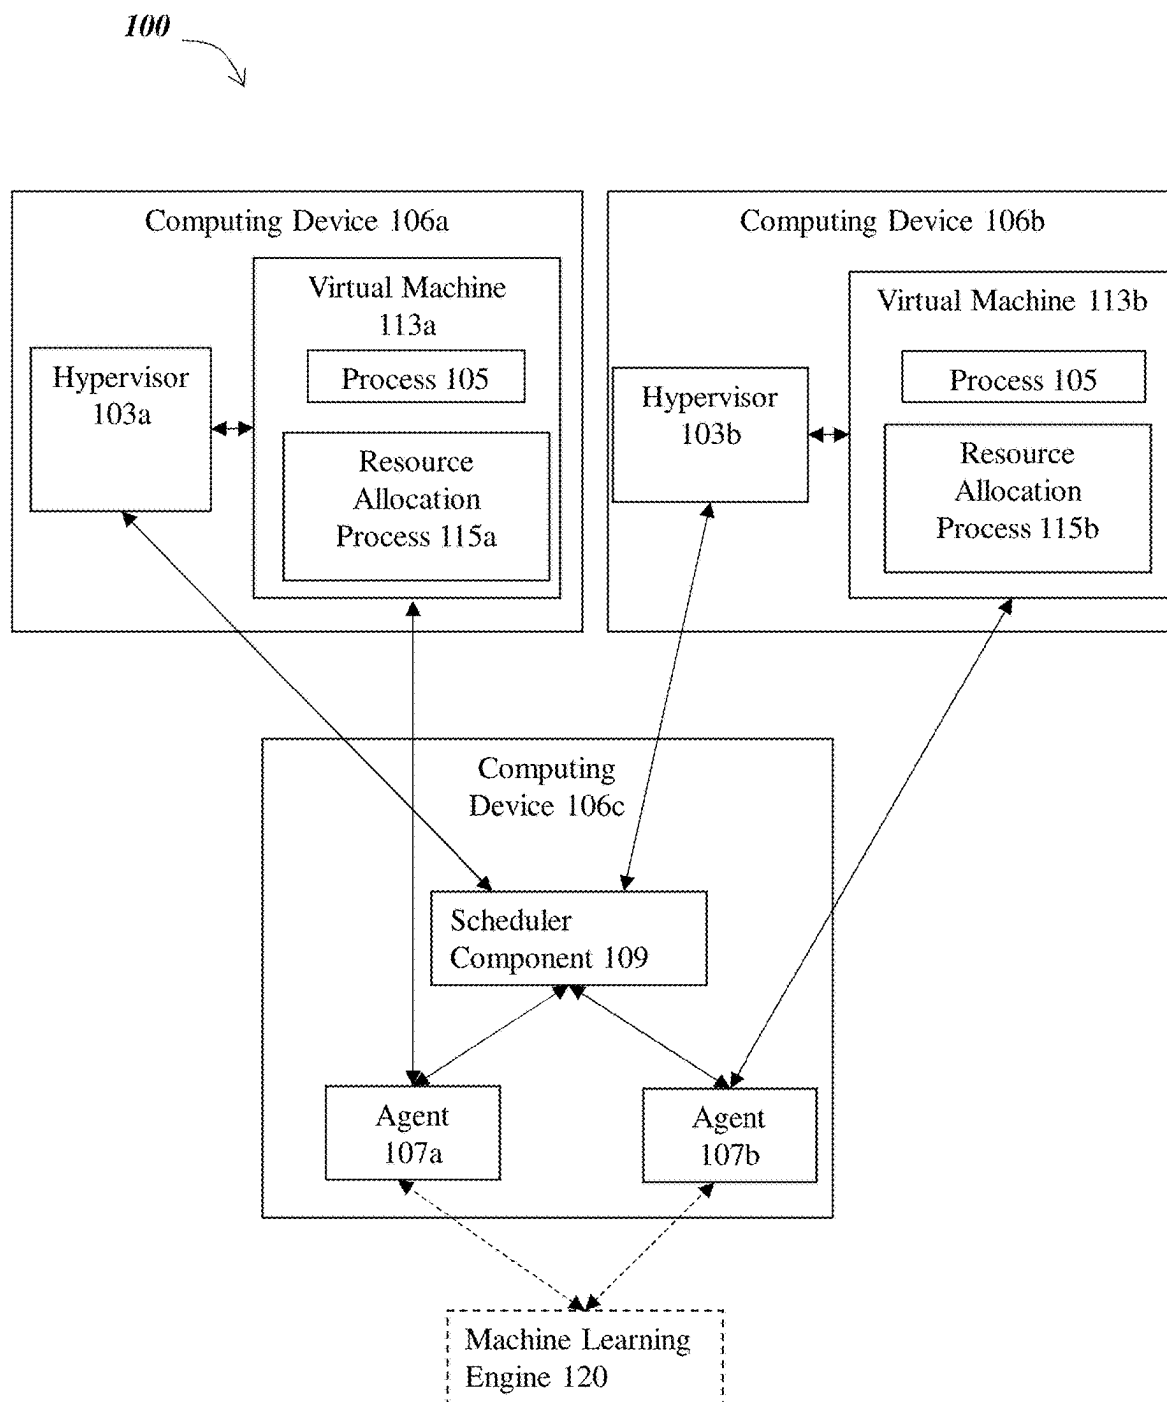 100
Computing Device 106a
Virtual Machine
113a
Process 105
Hypervisor
103a
Resource
Allocation
Process 115a
Computing Device 106b
Virtual Machine 113b
Process 105
Hypervisor
103b
Resource
Allocation
Process 115b
Computing
Device 106c
Scheduler
Component 109
Agent
107a
Agent
107b
Machine Learning
Engine 120